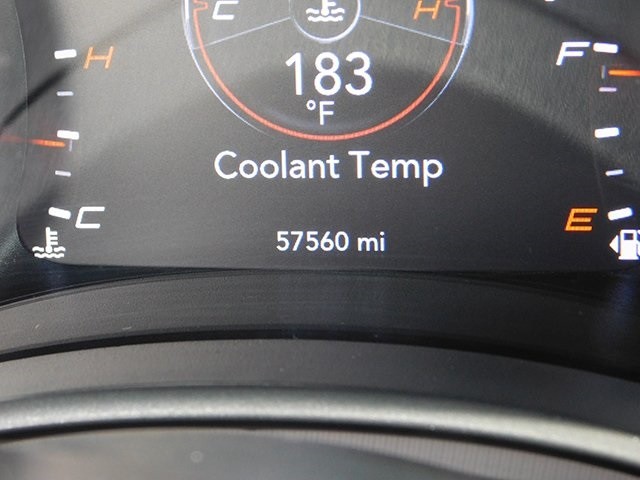 C H
H F
183
°F
Coolant Temp
C E
57560 mi